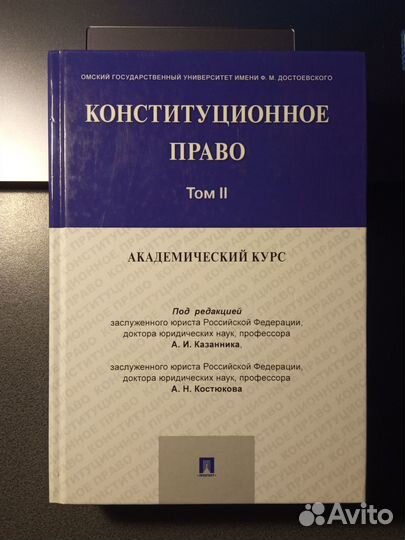 ОМСКИЙ ГОСУДАРСТВЕННЫЙ УНИВЕРСИТЕТ ИМЕНИ Ф. М. ДОСТОЕВСКОГО
КОНСТИТУЦИОННОЕ
ПРАВО
Том II
АКАДЕМИЧЕСКИЙ КУРС
Под редакцией
заслуженного юриста Российской Федерации,
доктора юридических наук, профессора
А. И. Казанника,
заслуженного юриста Российской Федерации,
доктора юридических наук, профессора
А. Н. Костюкова
ПРОСПЕКТ
Avito